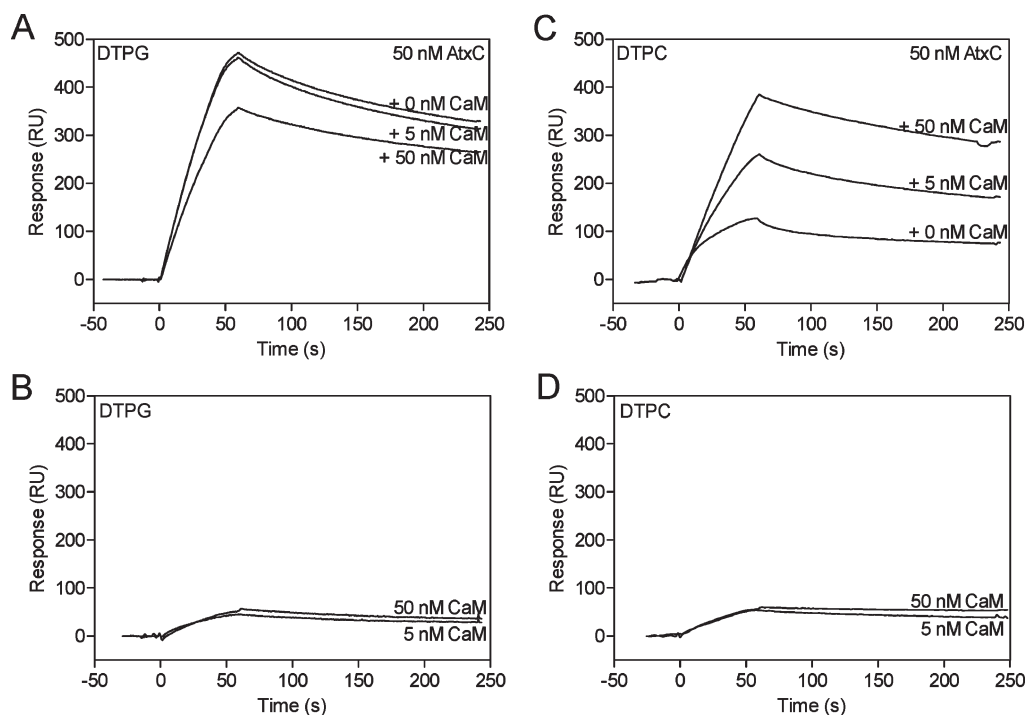 A
DTPG
50 nM AtxC
500
400
300
200
100
0
Response (RU)
+ 0 nM CaM
+ 5 nM CaM
+ 50 nM CaM
-50 0 50 100 150 200 250
Time (s)
C
DTPC
50 nM AtxC
500
400
300
200
100
0
Response (RU)
+ 50 nM CaM
+ 5 nM CaM
+ 0 nM CaM
-50 0 50 100 150 200 250
Time (s)
B
DTPG
500
400
300
200
100
0
Response (RU)
50 nM CaM
5 nM CaM
-50 0 50 100 150 200 250
Time (s)
D
DTPC
500
400
300
200
100
0
Response (RU)
50 nM CaM
5 nM CaM
-50 0 50 100 150 200 250
Time (s)